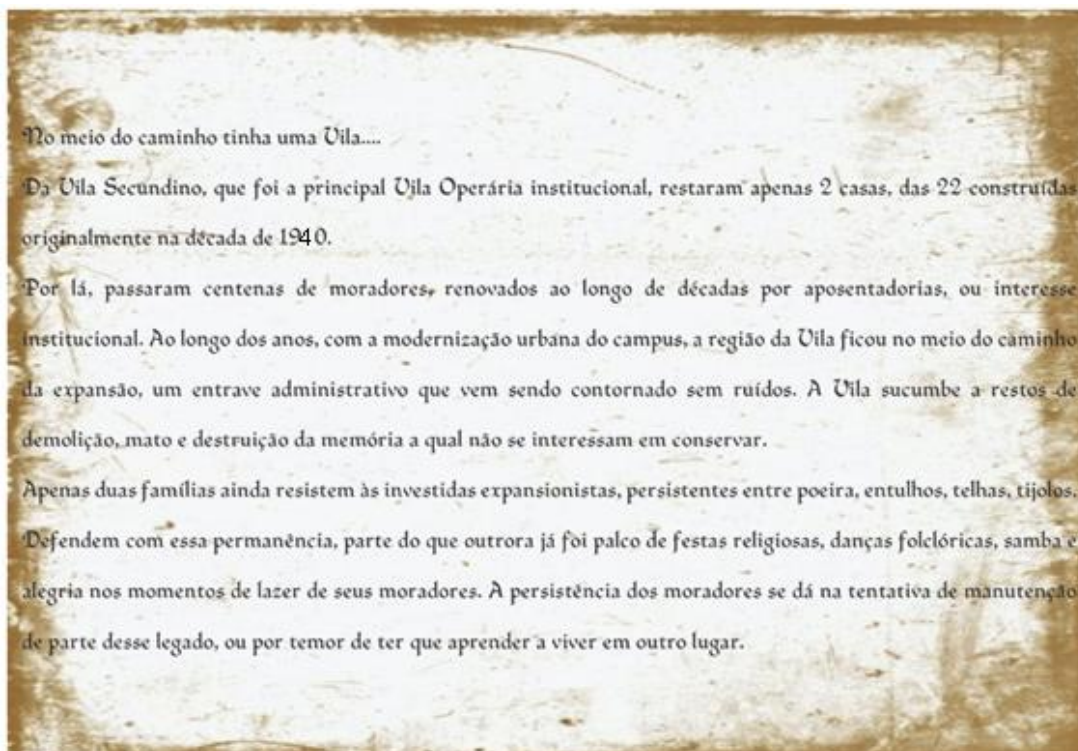 No meio do caminho tinha uma Vila....
Da Vila Secundino, que foi a principal Vila Operária institucional, restaram apenas 2 casas, das 22 construídas
originalmente na década de 1940.
Por lá, passaram centenas de moradores, renovados ao longo de décadas por aposentadorias, ou interesse
institucional. Ao longo dos anos, com a modernização urbana do campus, a região da Vila ficou no meio do caminho
da expansão, um entrave administrativo que vem sendo contornado sem ruídos. A Vila sucumbe a restos de
demolição, mato e destruição da memória a qual não se interessam em conservar.
Apenas duas famílias ainda resistem às investidas expansionistas, persistentes entre poeira, entulhos, telhas, tijolos.
Defendem com essa permanência, parte do que outrora já foi palco de festas religiosas, danças folclóricas, samba e
alegria nos momentos de lazer de seus moradores. A persistência dos moradores se dá na tentativa de manutenção
de parte desse legado, ou por temor de ter que aprender a viver em outro lugar.